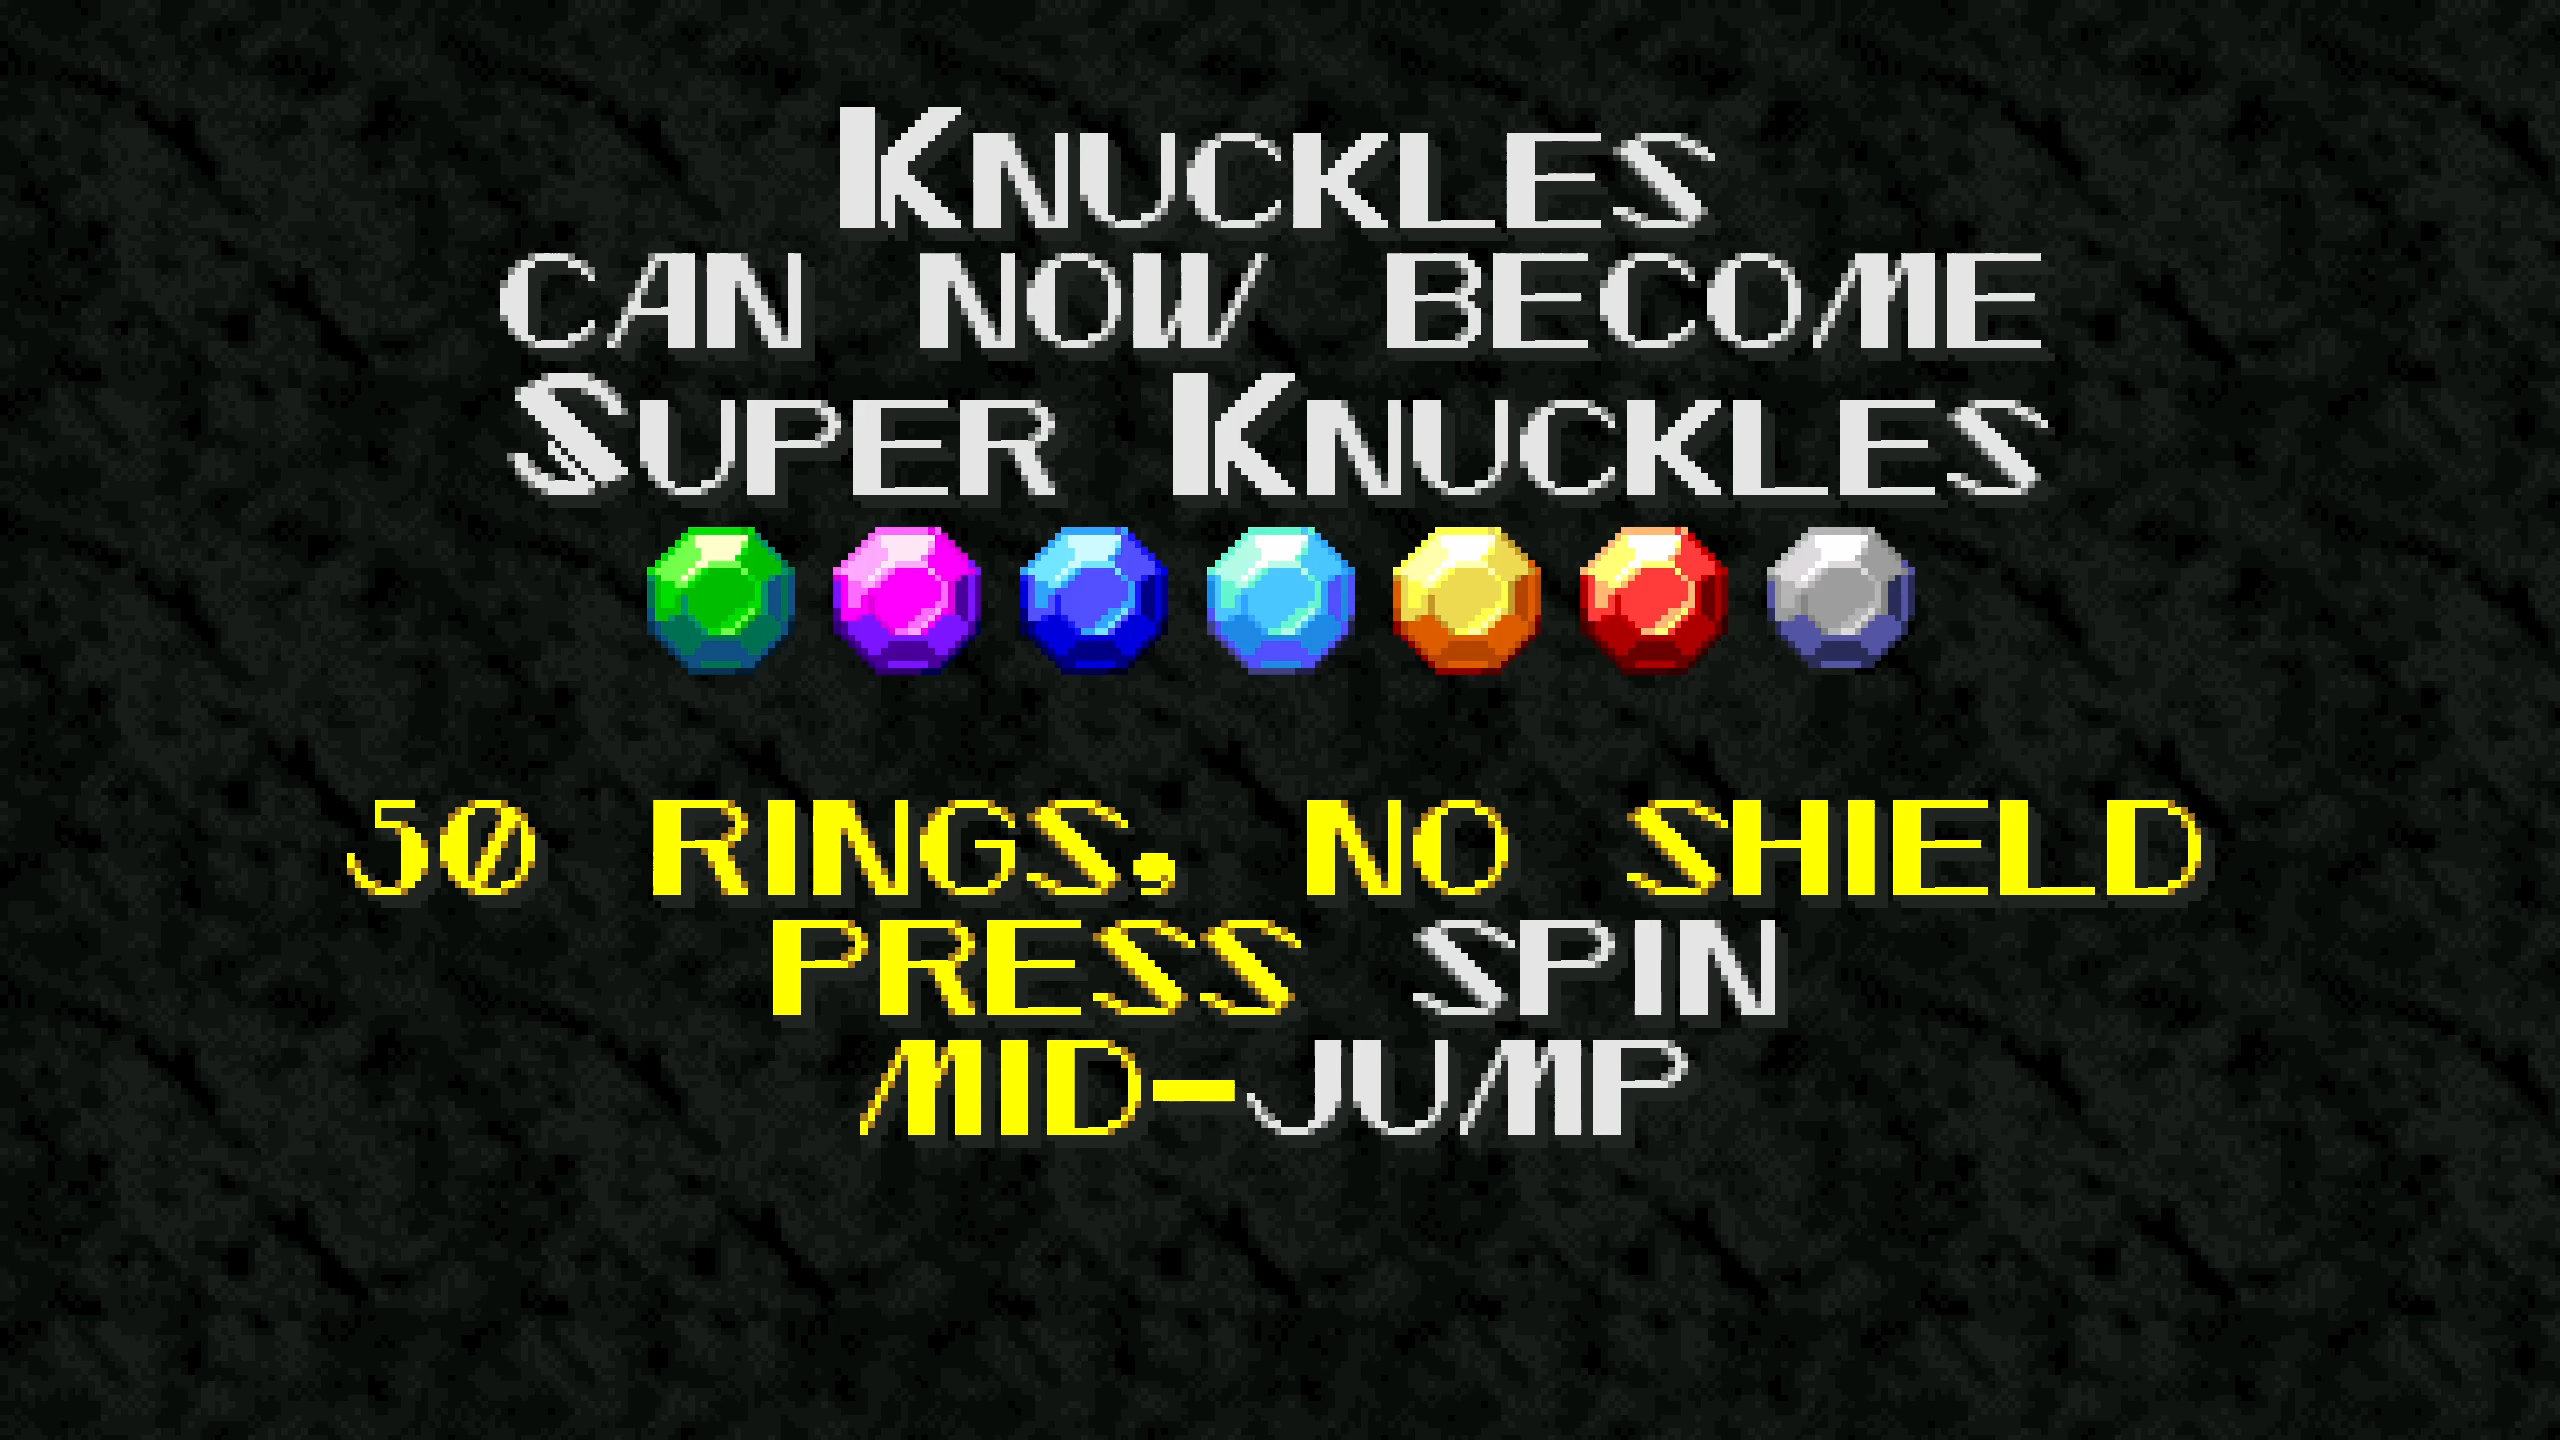 KNUCKLES
CAN NOW BECOME
SUPER KNUCKLES
50 RINGS, NO SHIELD
PRESS SPIN
MID-JUMP